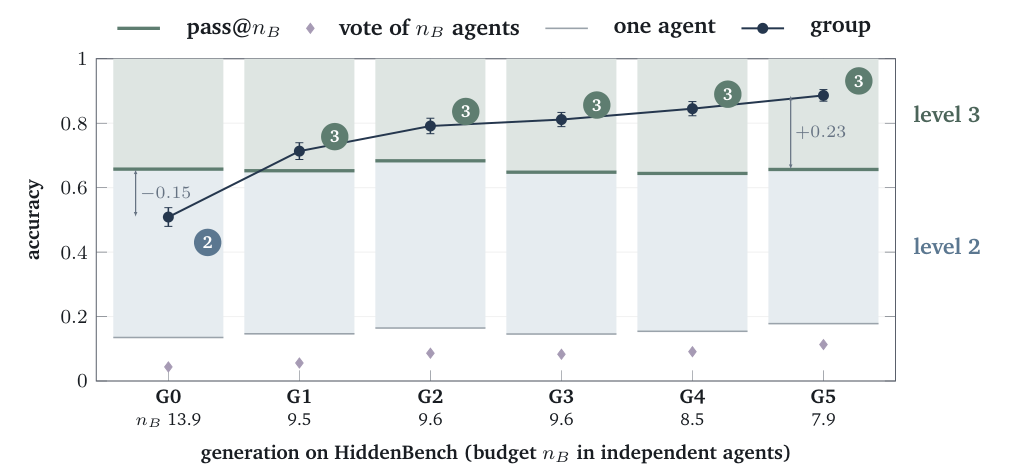 pass@n_B vote of n_B agents one agent group
1
0.8
0.6
0.4
0.2
0
accuracy
3
3
3
3
3
2
−0.15
+0.23
level 3
level 2
G0 G1 G2 G3 G4 G5
n_B 13.9 9.5 9.6 9.6 8.5 7.9
generation on HiddenBench (budget n_B in independent agents)